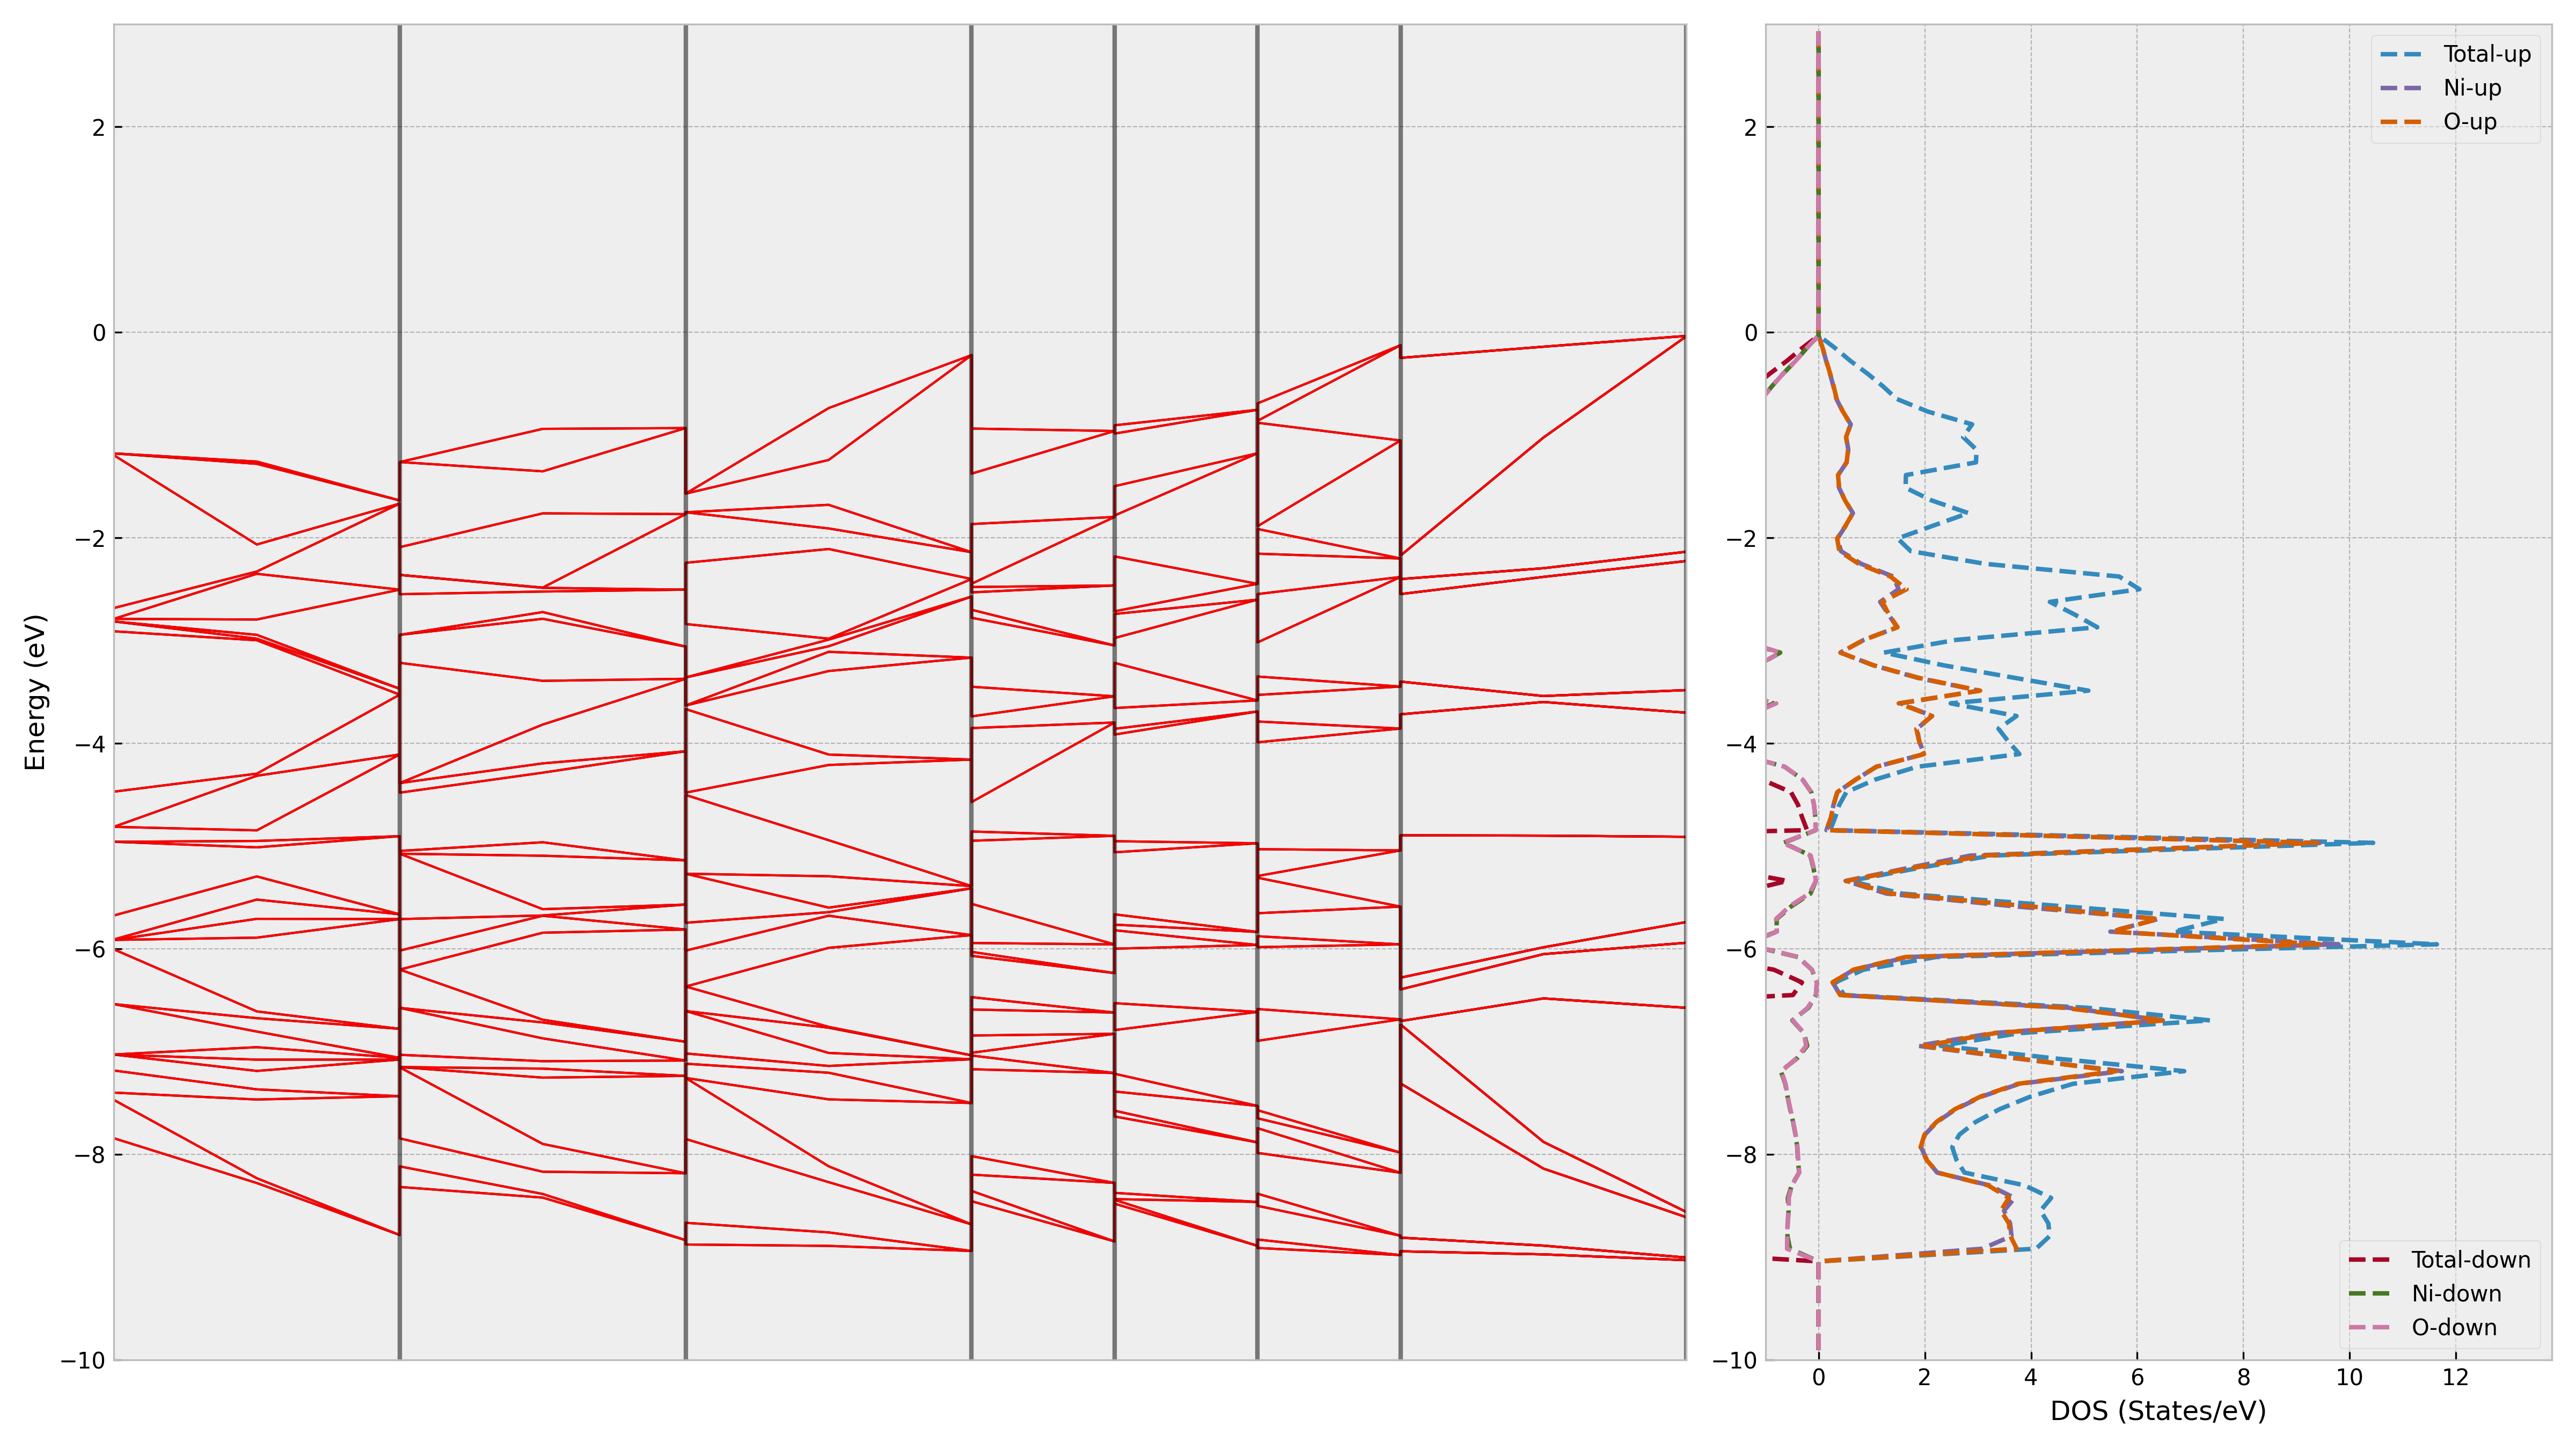 Energy (eV)
2
0
−2
−4
−6
−8
−10
2
0
−2
−4
−6
−8
−10
Total-up
Ni-up
O-up
Total-down
Ni-down
O-down
0 2 4 6 8 10 12
DOS (States/eV)